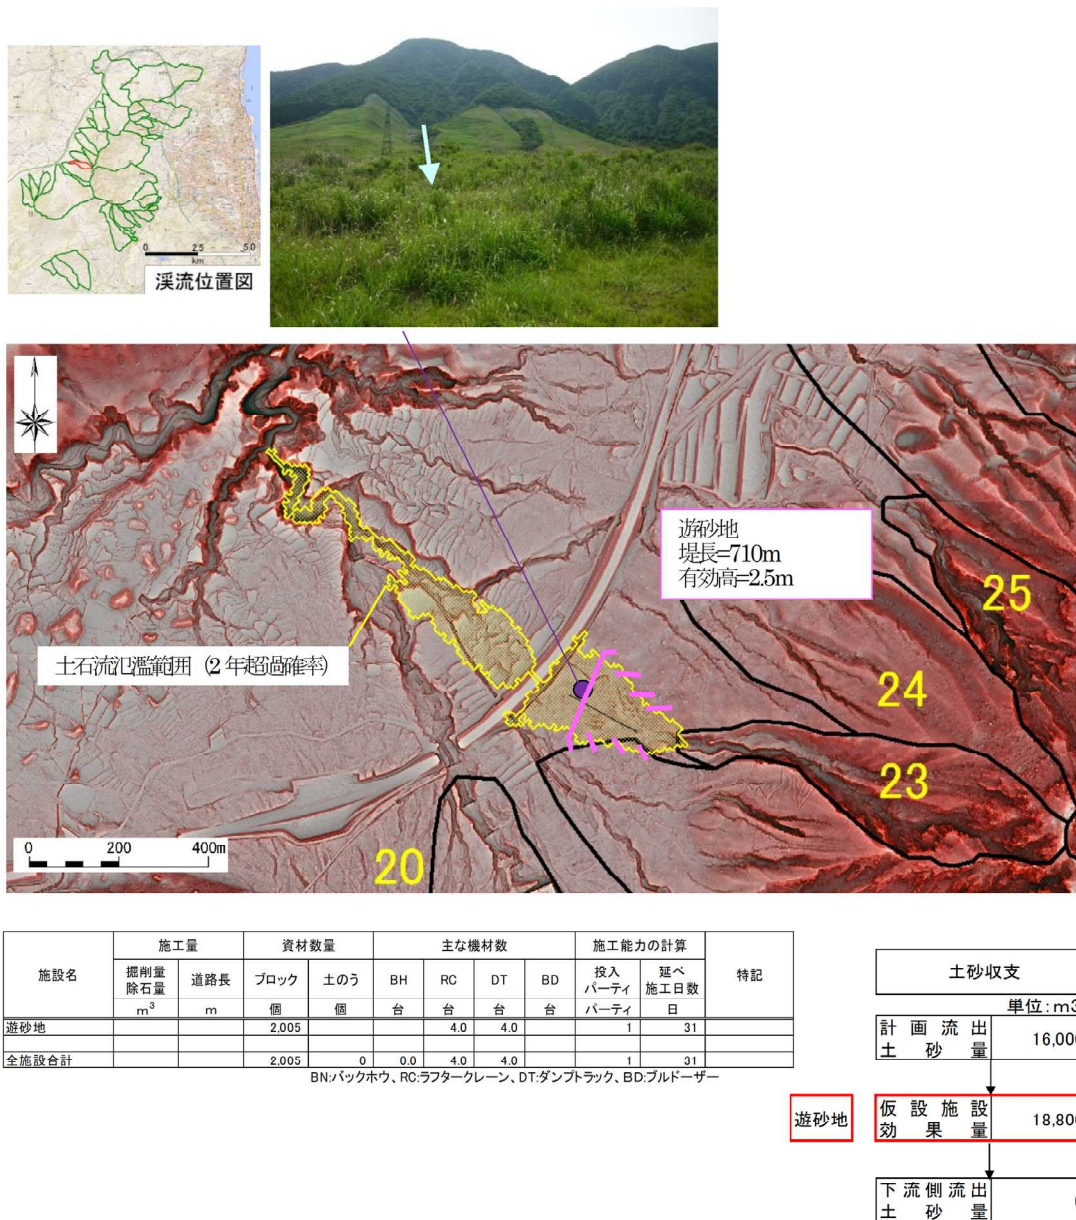 0 2.5 5.0
km
渓流位置図
遊砂地
堤長=710m
有効高=2.5m
25
土石流氾濫範囲（2年超過確率）
24
23
20
0 200 400m
施設名 施工量 資材数量 主な機材数 施工能力の計算 特記
掘削量 除石量 道路長 ブロック 土のう BH RC DT BD 投入 パーティ 延べ 施工日数
m³ m 個 個 台 台 台 台 パーティ 日
遊砂地 2,005 4.0 4.0 1 31
全施設合計 2,005 0 0.0 4.0 4.0 1 31
BN:バックホウ、RC:ラフタークレーン、DT:ダンプトラック、BD:ブルドーザー
土砂収支
単位:m3
計画流出
土砂量 16,00
遊砂地
仮設施設
効果量 18,80
下流側流出
土砂量